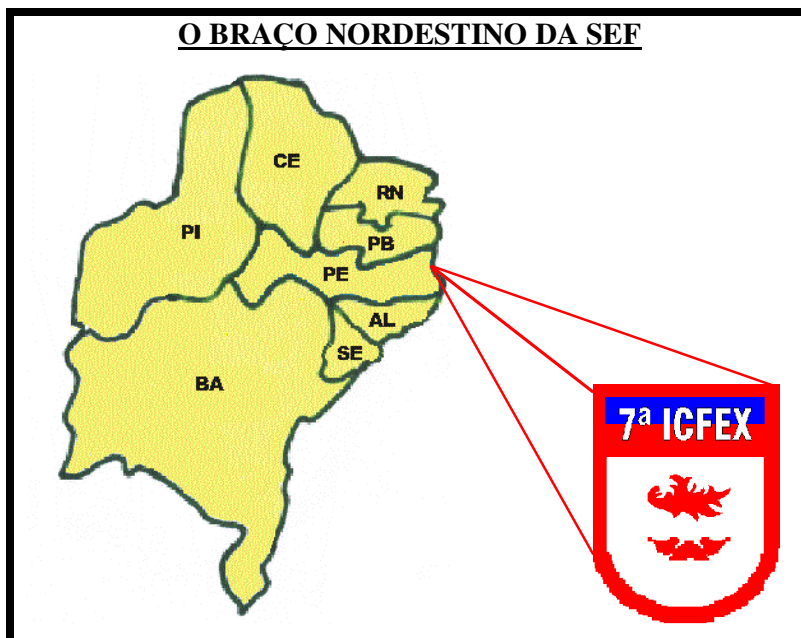 O BRAÇO NORDESTINO DA SEF
CE
RN
PI
PB
PE
AL
SE
BA
7ª ICFEX